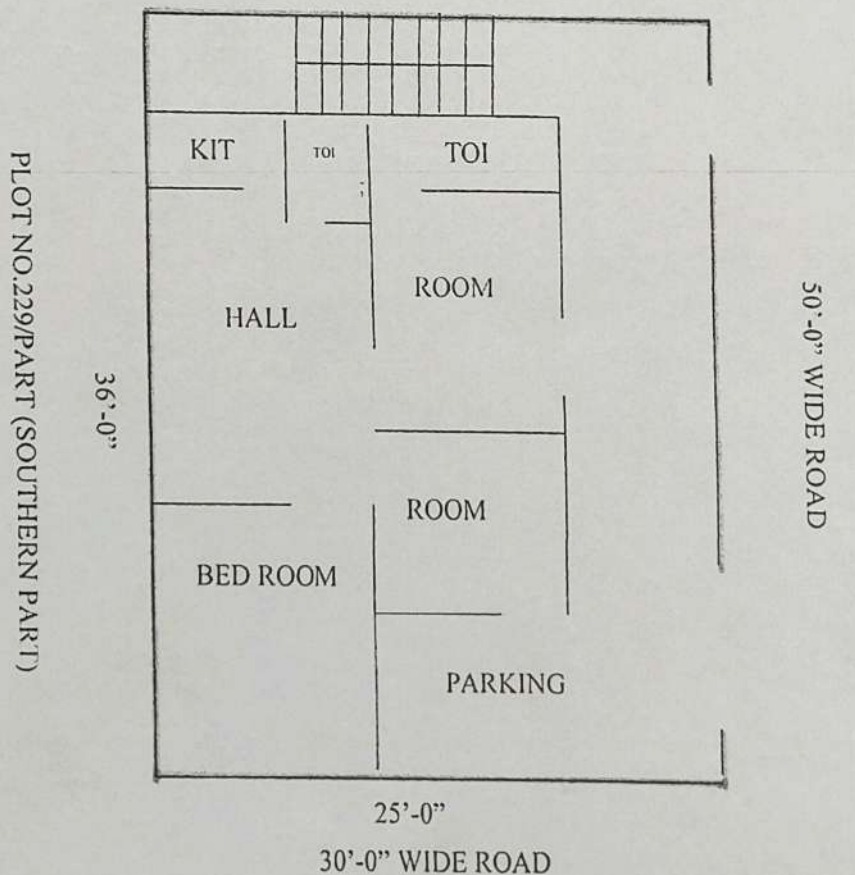 KIT
TOI
TOI
ROOM
HALL
PLOT NO.229/PART (SOUTHERN PART)
36'-0”
50'-0” WIDE ROAD
ROOM
BED ROOM
PARKING
25'-0”
30'-0” WIDE ROAD